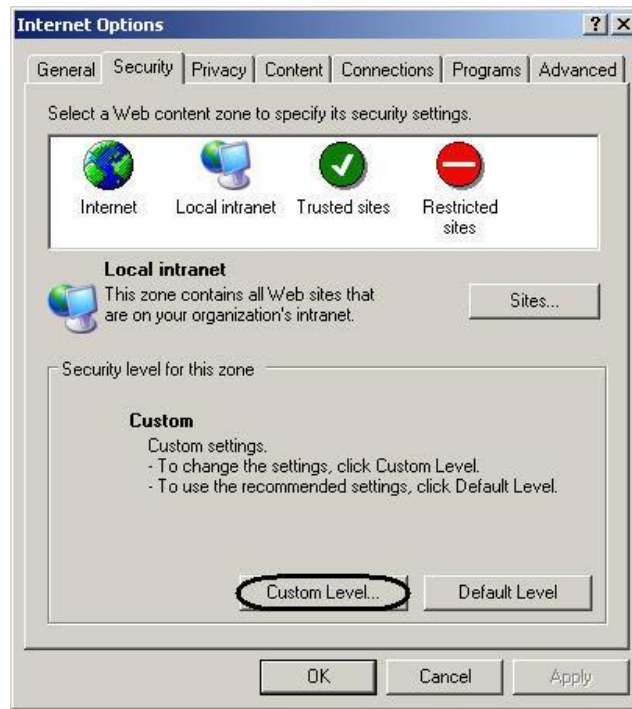 Internet Options
General Security Privacy Content Connections Programs Advanced
Select a Web content zone to specify its security settings.
Internet Local intranet Trusted sites Restricted
sites
Local intranet
This zone contains all Web sites that
are on your organization's intranet.
Sites...
Security level for this zone
Custom
Custom settings.
- To change the settings, click Custom Level.
- To use the recommended settings, click Default Level.
Custom Level... Default Level
OK Cancel Apply